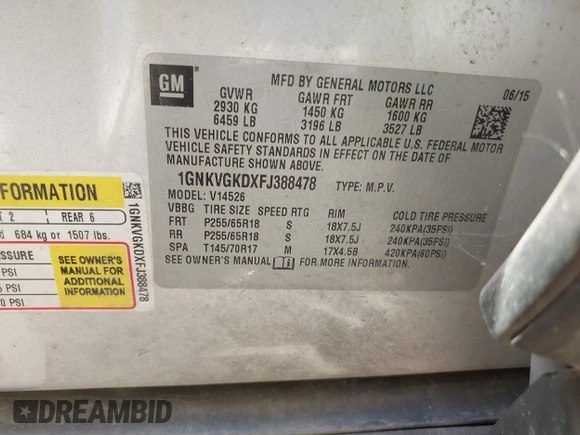 GM
MFD BY GENERAL MOTORS LLC
06/15
GVWR GAWR FRT GAWR RR
2930 KG 1450 KG 1600 KG
6459 LB 3196 LB 3527 LB
THIS VEHICLE CONFORMS TO ALL APPLICABLE U.S. FEDERAL MOTOR
VEHICLE SAFETY STANDARDS IN EFFECT ON THE DATE OF
MANUFACTURE SHOWN ABOVE.
1GNKVGKDXFJ388478 TYPE: M.P.V.
MODEL: V14526
VBBG TIRE SIZE SPEED RTG RIM COLD TIRE PRESSURE
FRT P255/65R18 S 18X7.5J 240KPA(35PSI)
RR P255/65R18 S 18X7.5J 240KPA(35PSI)
SPA T145/70R17 M 17X4.5B 420KPA(60PSI)
SEE OWNER'S MANUAL FOR MORE INFORMATION.
FORMATION
T 2 REAR 6
684 kg or 1507 lbs.
ESSURE
PSI
PSI
0 PSI
SEE OWNER'S
MANUAL FOR
ADDITIONAL
INFORMATION
1GNKVGKDXFJ388478
DREAMBID